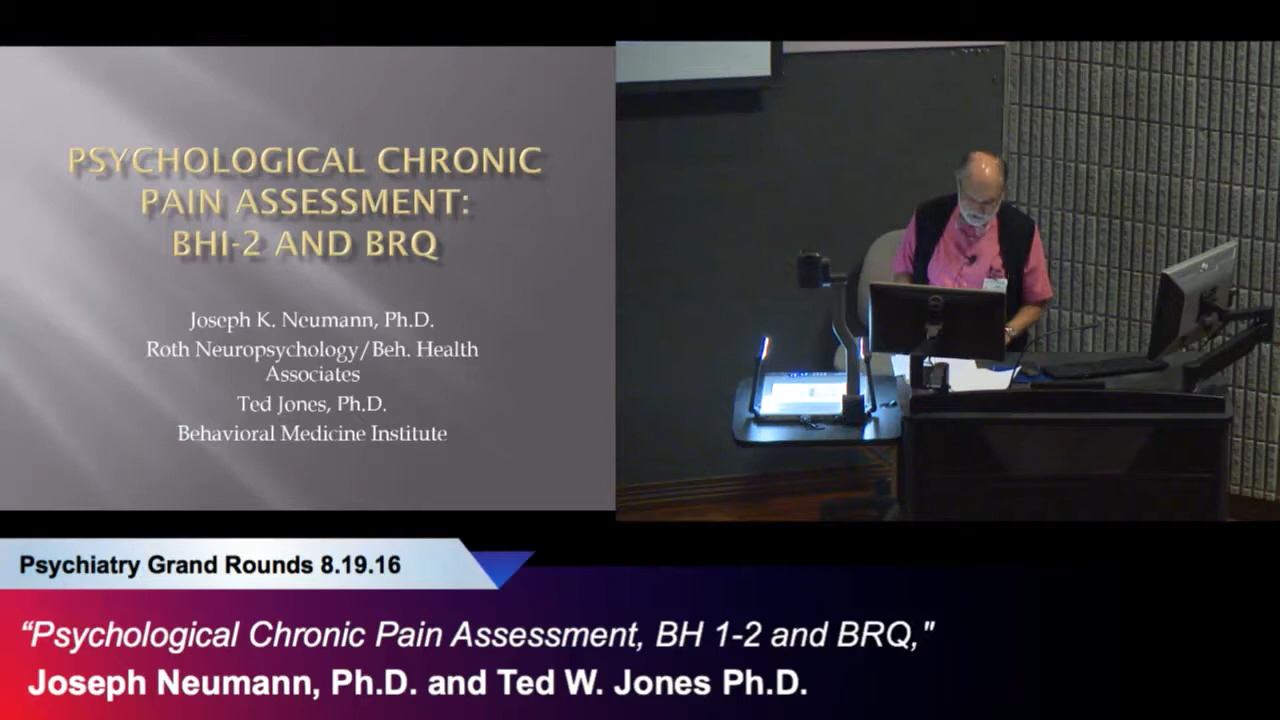 PSYCHOLOGICAL CHRONIC
PAIN ASSESSMENT:
BHI-2 AND BRQ
Joseph K. Neumann, Ph.D.
Roth Neuropsychology/Beh. Health
Associates
Ted Jones, Ph.D.
Behavioral Medicine Institute
Psychiatry Grand Rounds 8.19.16
“Psychological Chronic Pain Assessment, BH 1-2 and BRQ,"
Joseph Neumann, Ph.D. and Ted W. Jones Ph.D.